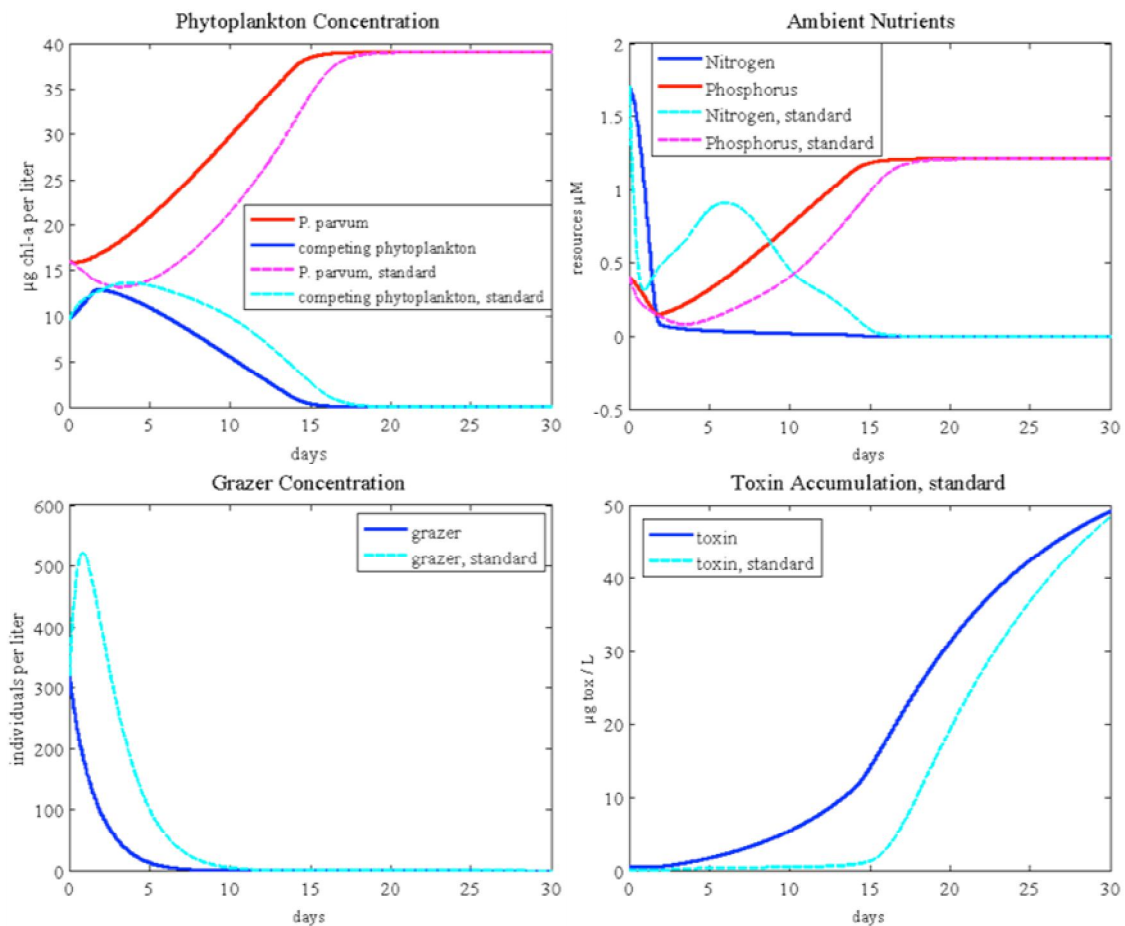 Phytoplankton Concentration
40
35
30
25
20
15
10
5
0
µg chl-a per liter
P. parvum
competing phytoplankton
P. parvum, standard
competing phytoplankton, standard
0 5 10 15 20 25 30
days
Ambient Nutrients
2
1.5
1
0.5
0
-0.5
resources µM
Nitrogen
Phosphorus
Nitrogen, standard
Phosphorus, standard
0 5 10 15 20 25 30
days
Grazer Concentration
600
500
400
300
200
100
0
individuals per liter
grazer
grazer, standard
0 5 10 15 20 25 30
days
Toxin Accumulation, standard
50
40
30
20
10
0
µg tox / L
toxin
toxin, standard
0 5 10 15 20 25 30
days